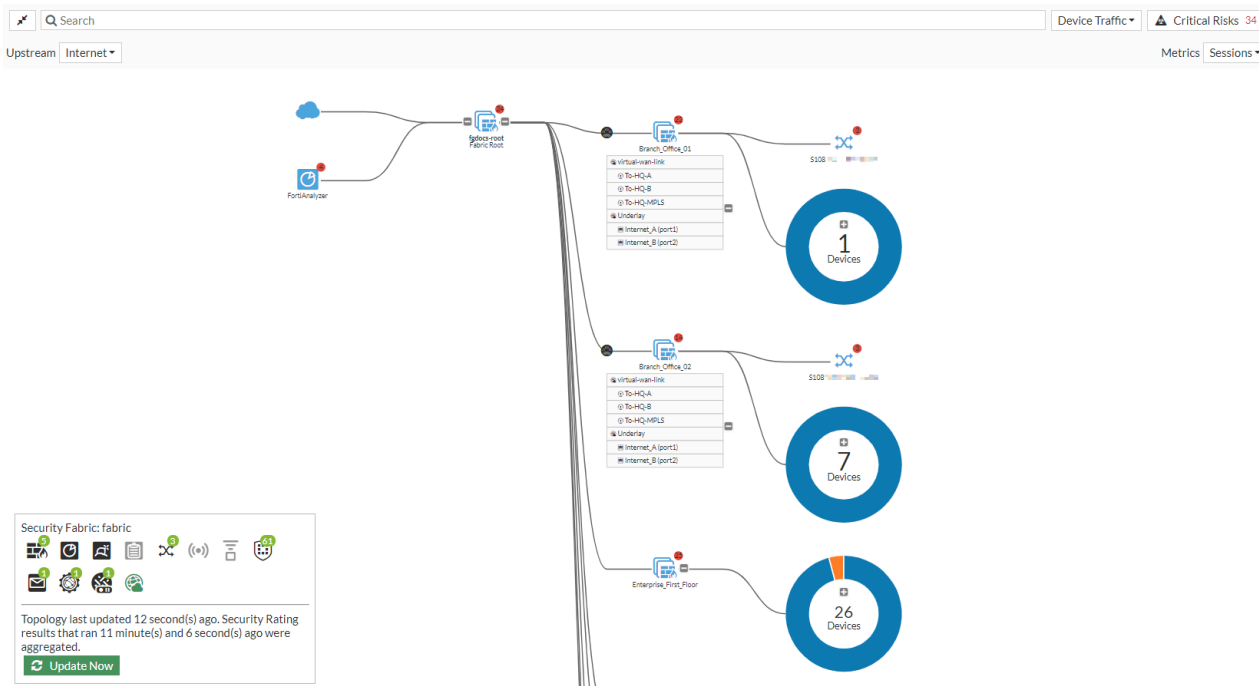 Search
Device Traffic
Critical Risks 34
Upstream
Internet
Metrics
Sessions
24
fgdocs-root
Fabric Root
4
FortiAnalyzer
Branch_Office_01
virtual-wan-link
To-HQ-A
To-HQ-B
To-HQ-MPLS
Underlay
Internet_A (port1)
Internet_B (port2)
3
S108
1
Devices
Branch_Office_02
virtual-wan-link
To-HQ-A
To-HQ-B
To-HQ-MPLS
Underlay
Internet_A (port1)
Internet_B (port2)
3
S108
7
Devices
Enterprise_First_Floor
26
Devices
Security Fabric: fabric
5
3
61
1
1
1
Topology last updated 12 second(s) ago. Security Rating
results that ran 11 minute(s) and 6 second(s) ago were
aggregated.
Update Now